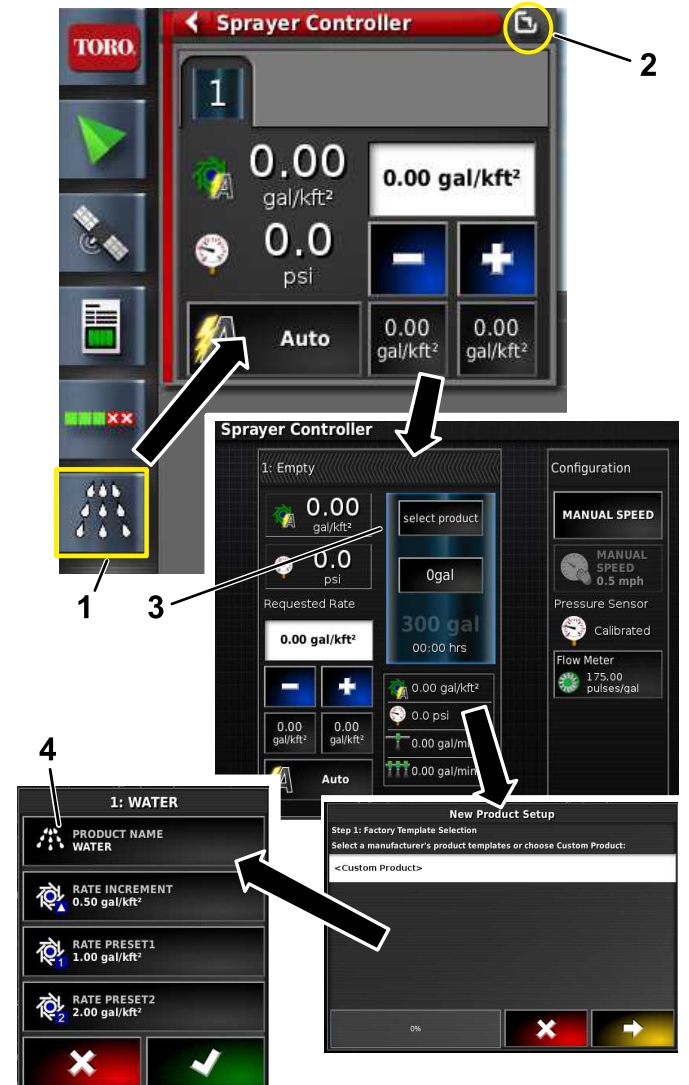 TORO.
Sprayer Controller
2
1
0.00
gal/kft²
0.00 gal/kft²
0.0
psi
A
Auto
0.00
gal/kft²
0.00
gal/kft²
1
3
Sprayer Controller
1: Empty
0.00
gal/kft²
0.0
psi
Requested Rate
0.00 gal/kft²
0.00
gal/kft²
0.00
gal/kft²
Auto
select product
0gal
300 gal
00:00 hrs
0.00 gal/kft²
0.0 psi
0.00 gal/m
0.00 gal/min
Configuration
MANUAL SPEED
MANUAL
SPEED
0.5 mph
Pressure Sensor
Calibrated
Flow Meter
175.00
pulses/gal
4
1: WATER
PRODUCT NAME
WATER
RATE INCREMENT
0.50 gal/kft²
RATE PRESET1
1.00 gal/kft²
1
RATE PRESET2
2.00 gal/kft²
2
New Product Setup
Step 1: Factory Template Selection
Select a manufacturer's product templates or choose Custom Product:
<Custom Product>
0%